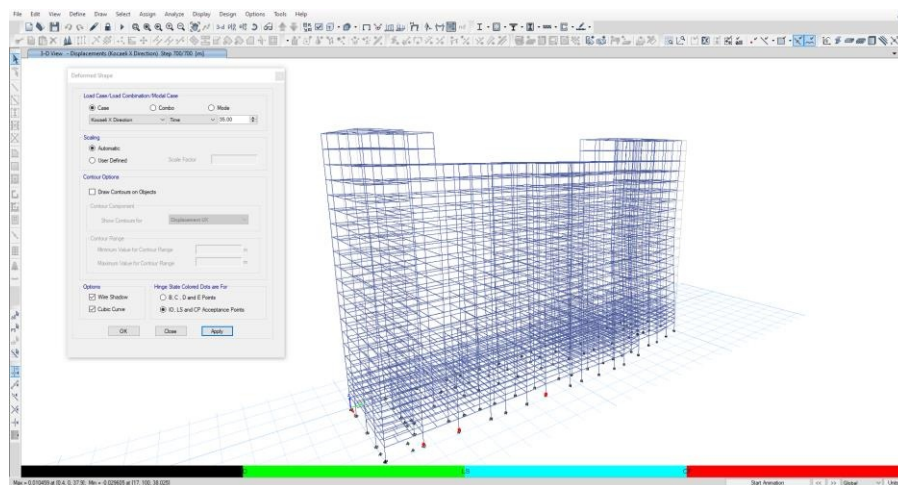 File Edit View Define Draw Select Assign Analyze Display Design Options Tools Help
3-D View - Displacements (Kocaeli X Direction) Step 700/700 [m]
Deformed Shape
Load Case/Load Combination/Modal Case
Case Combo Mode
Kocaeli X Direction Time 35.00
Scaling
Automatic
User Defined Scale Factor
Contour Options
Draw Contours on Objects
Contour Component
Show Contours for
Contour Range
Minimum Value for Contour Range m
Maximum Value for Contour Range m
Options Hinge State Colored Dots are For
Wire Shadow B, C, D and E Points
Cubic Curve IO, LS and CP Acceptance Points
OK Close Apply
LS CP
Start Animation << >> Global Units